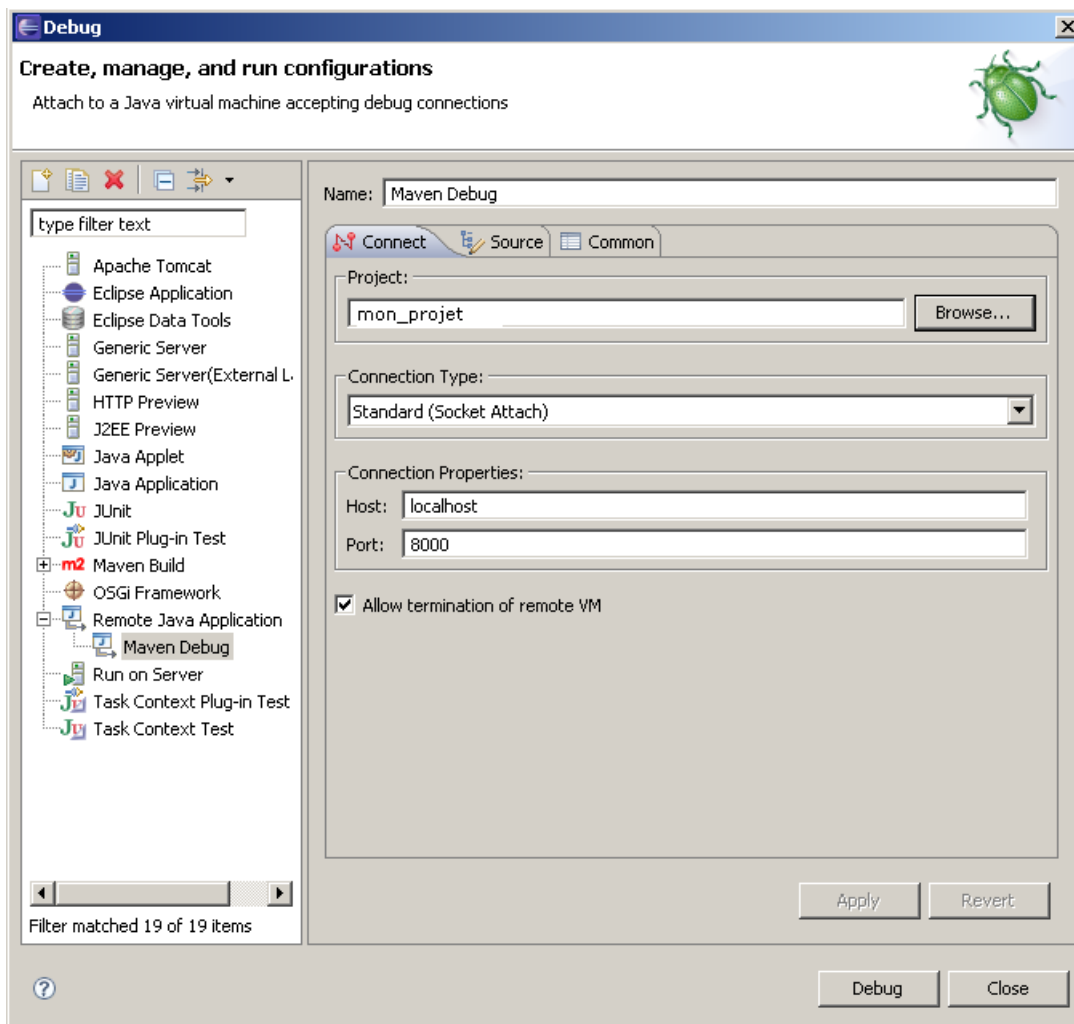 Debug
Create, manage, and run configurations
Attach to a Java virtual machine accepting debug connections
type filter text
Apache Tomcat
Eclipse Application
Eclipse Data Tools
Generic Server
Generic Server(External L
HTTP Preview
J2EE Preview
Java Applet
Java Application
Ju JUnit
JUnit Plug-in Test
m2 Maven Build
OSGi Framework
Remote Java Application
Maven Debug
Run on Server
Task Context Plug-in Test
Task Context Test
Filter matched 19 of 19 items
Name: Maven Debug
Connect Source Common
Project:
mon_projet Browse...
Connection Type:
Standard (Socket Attach)
Connection Properties:
Host: localhost
Port: 8000
Allow termination of remote VM
Apply Revert
? Debug Close